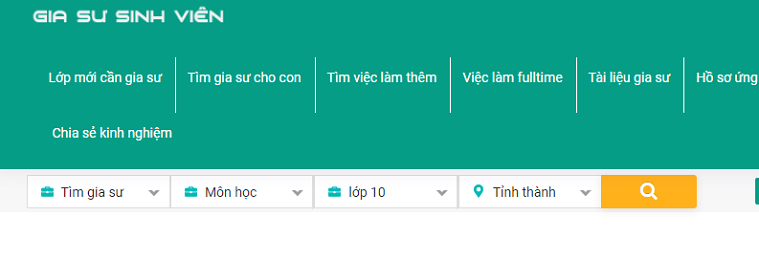 GIA SƯ SINH VIÊN
Lớp mới cần gia sư Tìm gia sư cho con Tìm việc làm thêm Việc làm fulltime Tài liệu gia sư Hồ sơ ứng
Chia sẻ kinh nghiệm
Tìm gia sư Môn học lớp 10 Tỉnh thành